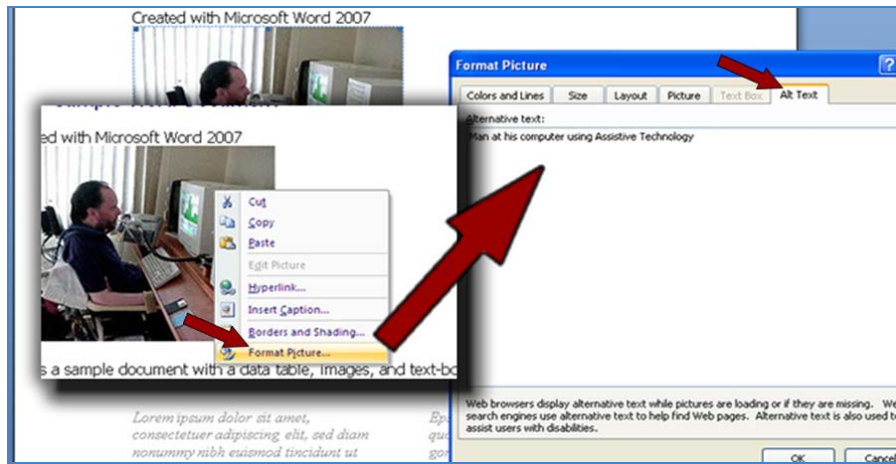 Created with Microsoft Word 2007
Format Picture
?
Colors and Lines
Size
Layout
Picture
Text Box
Alt Text
Alternative text:
Man at his computer using Assistive Technology
ed with Microsoft Word 2007
Cut
Copy
Paste
Edit Picture
Hyperlink...
Insert Caption...
Borders and Shading...
Format Picture...
s a sample document with a data table, images, and text-bo
Lorem ipsum dolor sit amet,
consectetuer adipiscing elit, sed diam
nonummy nibh euismod tincidunt ut
Web browsers display alternative text while pictures are loading or if they are missing. We
search engines use alternative text to help find Web pages. Alternative text is also used t
assist users with disabilities.
OK
Cance